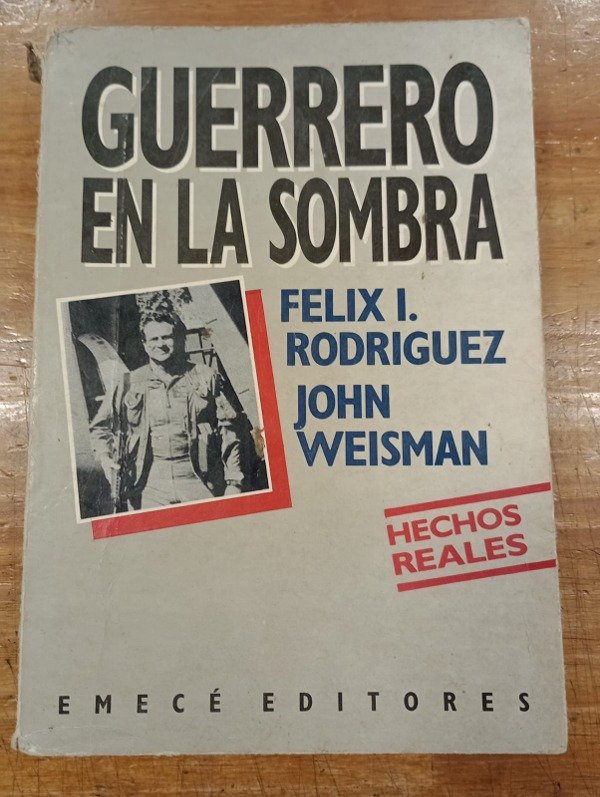 GUERRERO
EN LA SOMBRA
FELIX I.
RODRIGUEZ
JOHN
WEISMAN
HECHOS
REALES
EMECÉ EDITORES